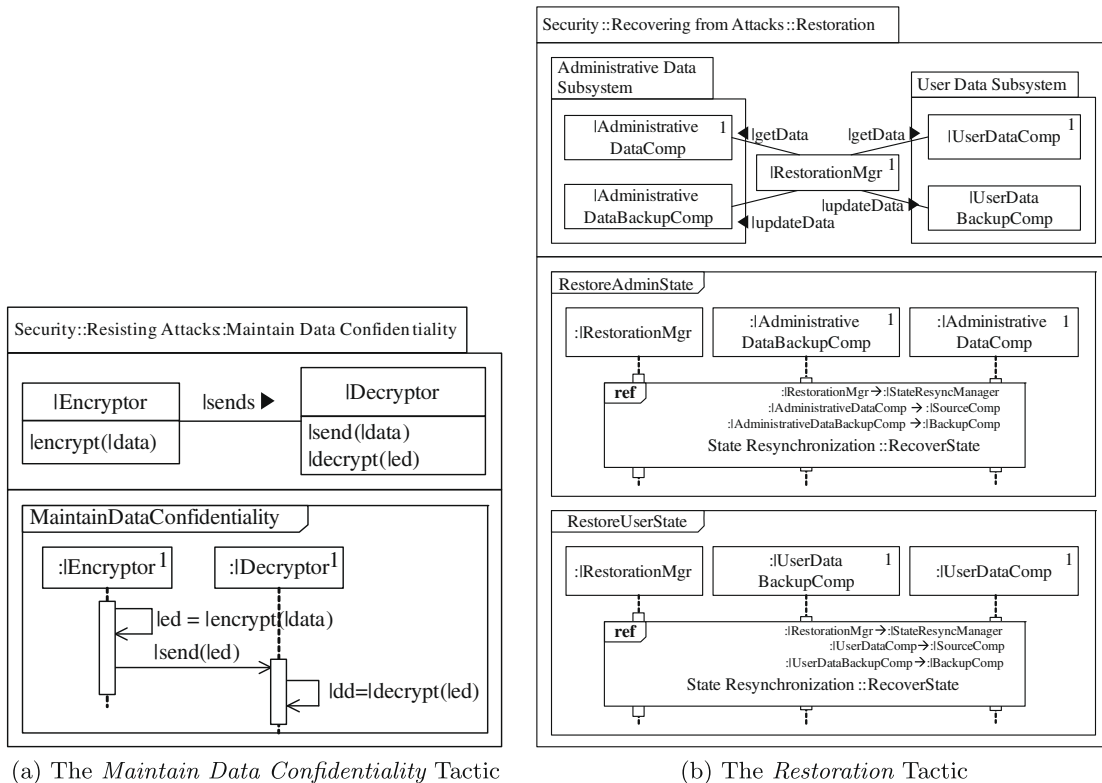 Security::Resisting Attacks::Maintain Data Confidentiality
|Encryptor
|encrypt(|data)
|sends ▶
|Decryptor
|send(|data)
|decrypt(|ed)
MaintainDataConfidentiality
:|Encryptor 1
:|Decryptor 1
|ed = |encrypt(|data)
|send(|ed)
|dd=|decrypt(|ed)
(a) The Maintain Data Confidentiality Tactic
Security::Recovering from Attacks::Restoration
Administrative Data
Subsystem
User Data Subsystem
|Administrative 1
DataComp
◀ |getData
|getData ▶
|UserDataComp 1
|RestorationMgr 1
|Administrative
DataBackupComp
◀ |updateData
|updateData ▶
|UserData
BackupComp
RestoreAdminState
:|RestorationMgr
:|Administrative 1
DataBackupComp
:|Administrative 1
DataComp
ref
:|RestorationMgr→:|StateResyncManager
:|AdministrativeDataComp →:|SourceComp
:|AdministrativeDataBackupComp →:|BackupComp
State Resynchronization ::RecoverState
RestoreUserState
:|RestorationMgr
:|UserData 1
BackupComp
:|UserDataComp 1
ref
:|RestorationMgr→:|StateResyncManager
:|UserDataComp→:|SourceComp
:|UserDataBackupComp→:|BackupComp
State Resynchronization ::RecoverState
(b) The Restoration Tactic